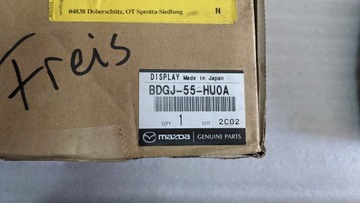 04838 Doberschütz, OT Sprotta-Siedlung N
Freis
DISPLAY Made in Japan
BDGJ-55-HU0A
QTY 1 LOT 2C02
mazda GENUINE PARTS